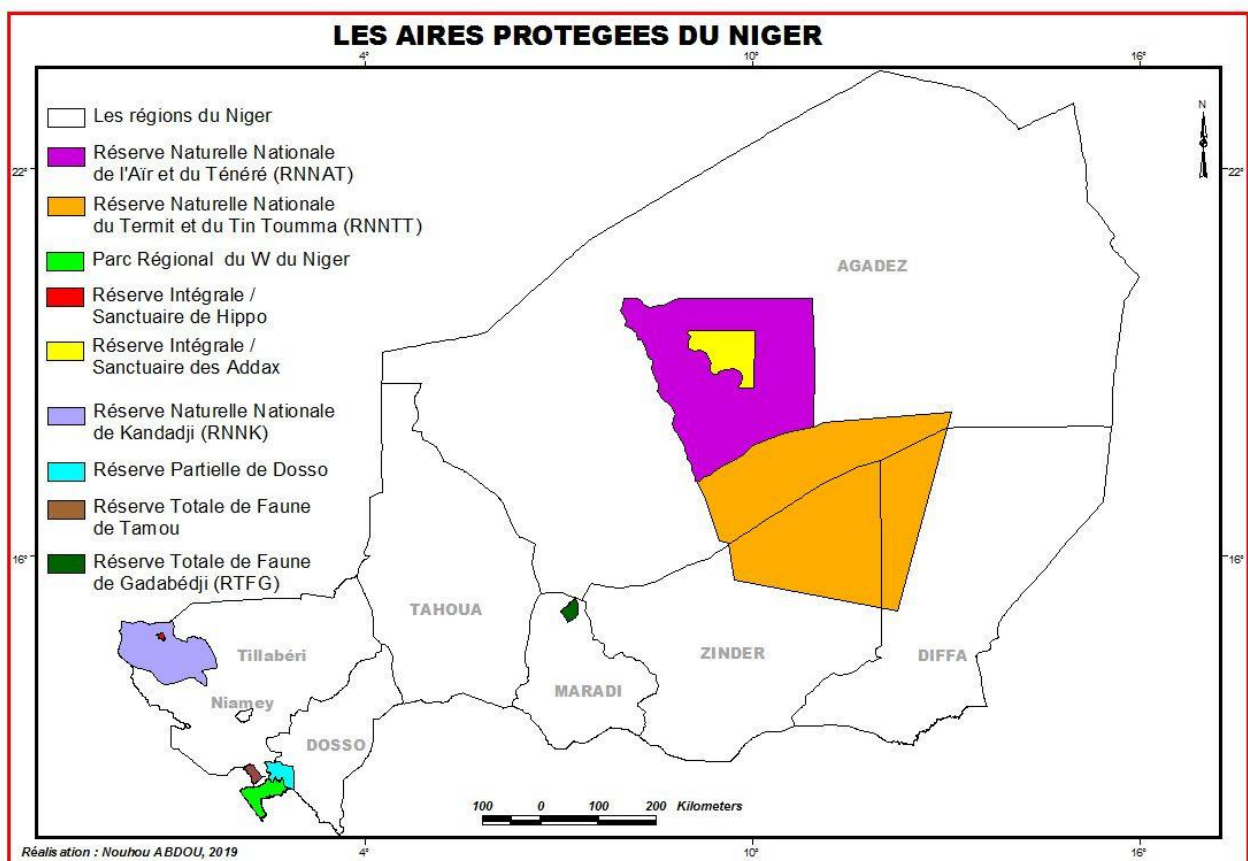 LES AIRES PROTEGEES DU NIGER
4° 10° 16°
Les régions du Niger
Réserve Naturelle Nationale
de l'Aïr et du Ténéré (RNNAT)
Réserve Naturelle Nationale
du Termit et du Tin Toumma (RNNTT)
Parc Régional du W du Niger
Réserve Intégrale /
Sanctuaire de Hippo
Réserve Intégrale /
Sanctuaire des Addax
Réserve Naturelle Nationale
de Kandadji (RNNK)
Réserve Partielle de Dosso
Réserve Totale de Faune
de Tamou
Réserve Totale de Faune
de Gadabédji (RTFG)
N
22° 22°
AGADEZ
16° 16°
TAHOUA
Tillabéri
ZINDER
DIFFA
MARADI
Niamey
DOSSO
100 0 100 200 Kilometers
Réalisation : Nouhou ABDOU, 2019
4° 10° 16°